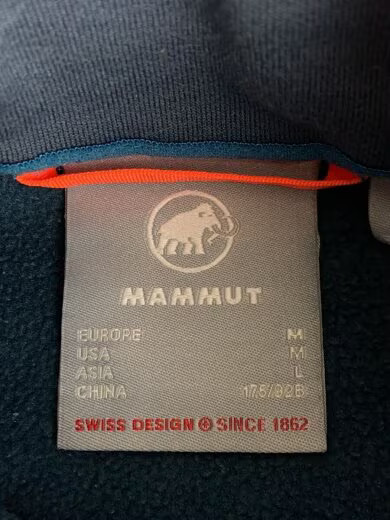 MAMMUT
EUROPE M
USA M
ASIA L
CHINA 175/92B
SWISS DESIGN SINCE 1862